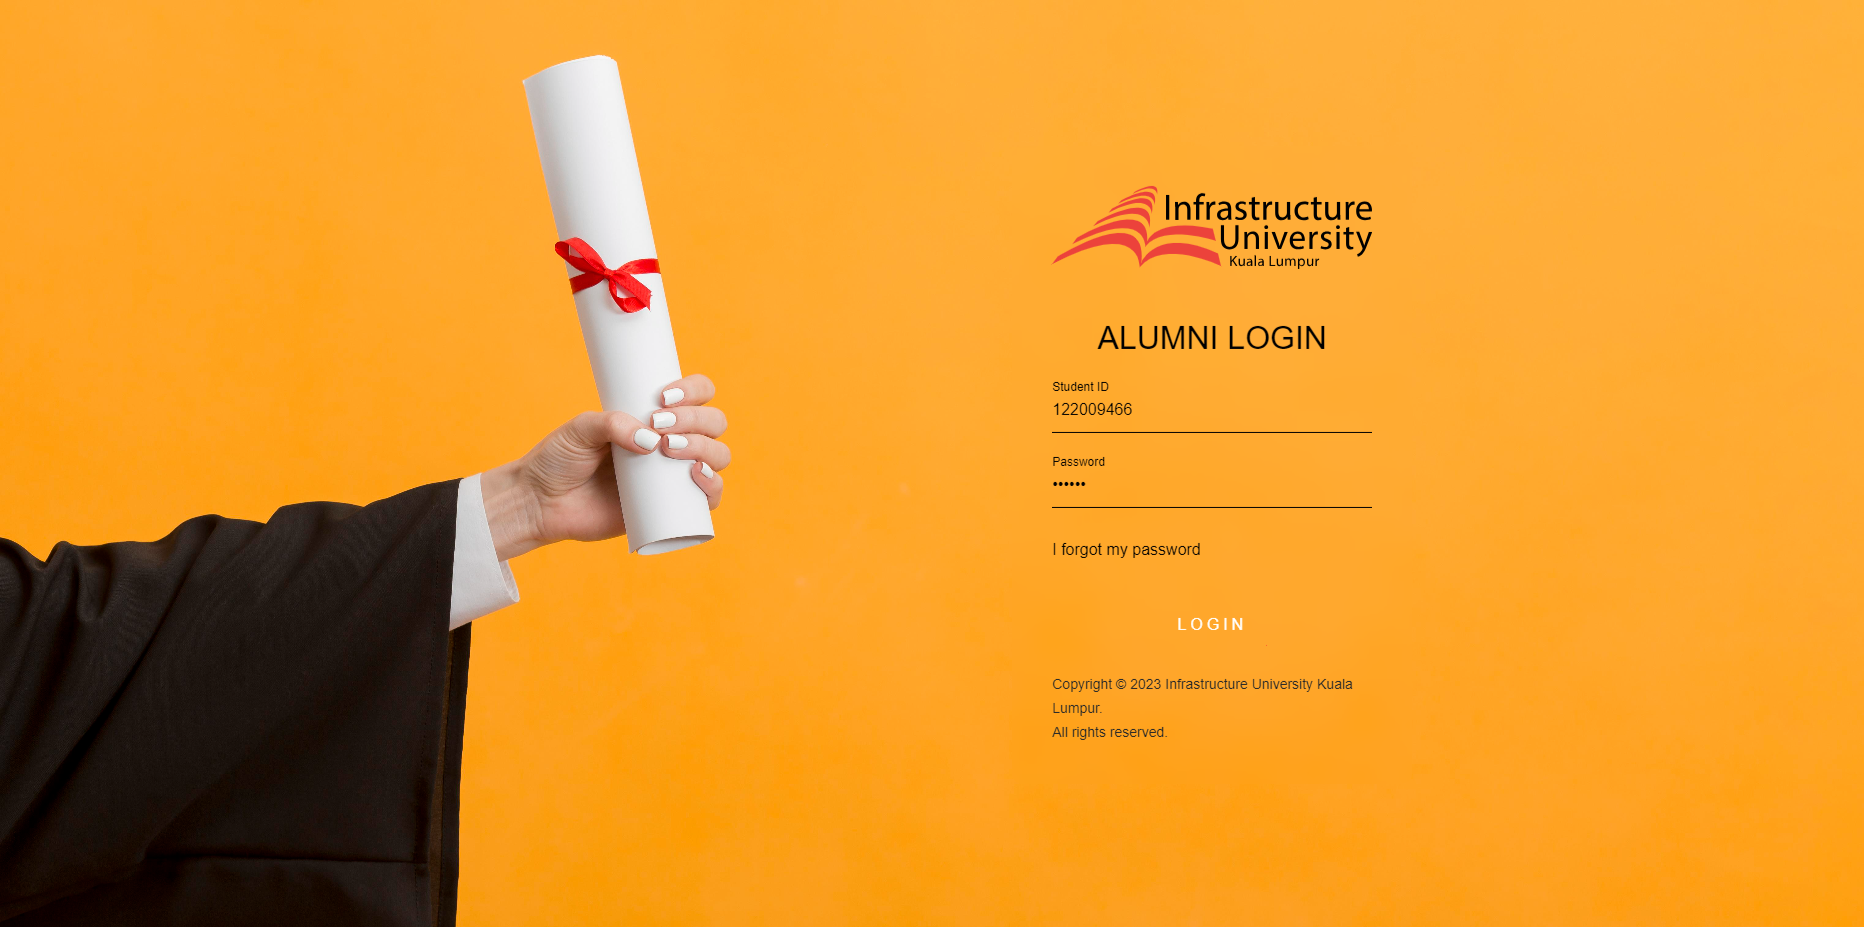 Infrastructure
University
Kuala Lumpur
ALUMNI LOGIN
Student ID
122009466
Password
••••••
I forgot my password
LOGIN
Copyright © 2023 Infrastructure University Kuala
Lumpur.
All rights reserved.